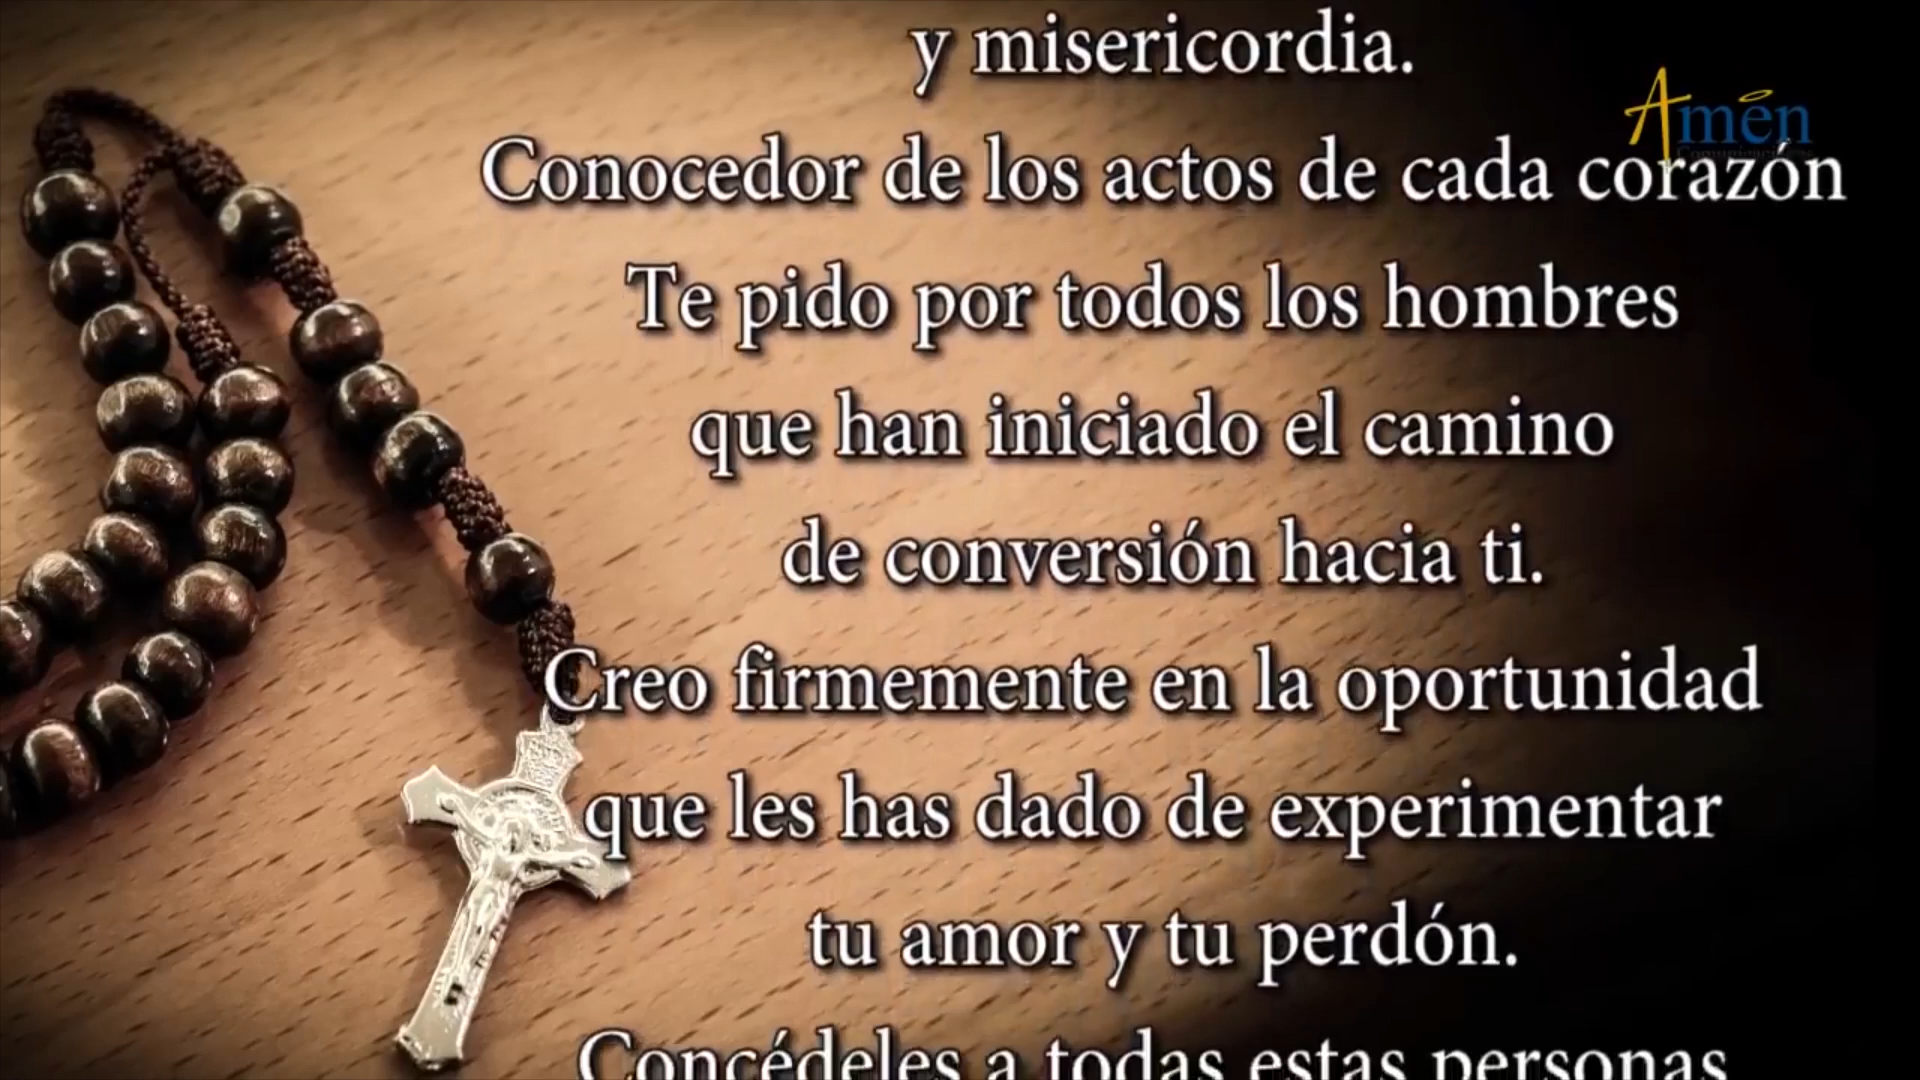 y misericordia.
Amén
Conocedor de los actos de cada corazón
Te pido por todos los hombres
que han iniciado el camino
de conversión hacia ti.
Creo firmemente en la oportunidad
que les has dado de experimentar
tu amor y tu perdón.
Concédeles a todas estas personas